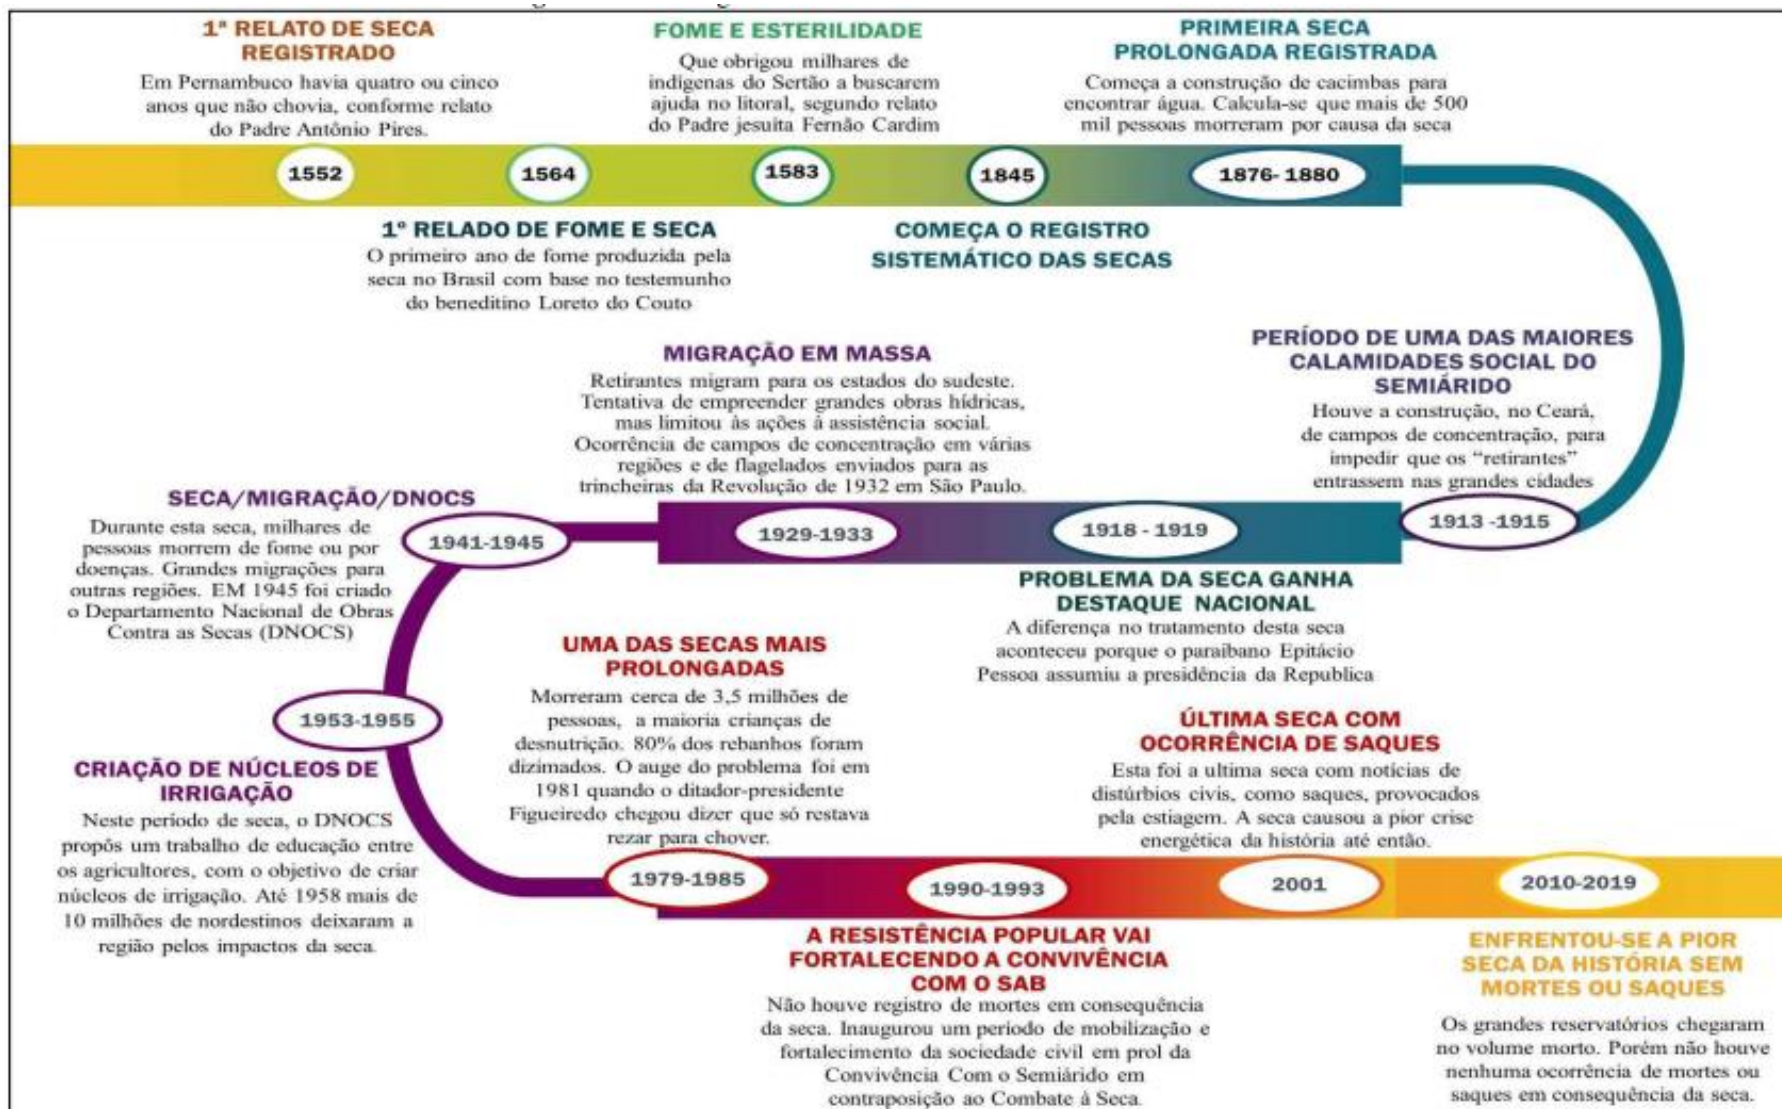 1ª RELATO DE SECA
REGISTRADO
Em Pernambuco havia quatro ou cinco
anos que não chovia, conforme relato
do Padre Antônio Pires.
FOME E ESTERILIDADE
Que obrigou milhares de
indígenas do Sertão a buscarem
ajuda no litoral, segundo relato
do Padre jesuíta Fernão Cardim
PRIMEIRA SECA
PROLONGADA REGISTRADA
Começa a construção de cacimbas para
encontrar água. Calcula-se que mais de 500
mil pessoas morreram por causa da seca
1552
1564
1583
1845
1876- 1880
1º RELADO DE FOME E SECA
O primeiro ano de fome produzida pela
seca no Brasil com base no testemunho
do beneditino Loreto do Couto
COMEÇA O REGISTRO
SISTEMÁTICO DAS SECAS
PERÍODO DE UMA DAS MAIORES
CALAMIDADES SOCIAL DO
SEMIÁRIDO
Houve a construção, no Ceará,
de campos de concentração, para
impedir que os “retirantes”
entrassem nas grandes cidades
1913 -1915
1918 - 1919
PROBLEMA DA SECA GANHA
DESTAQUE NACIONAL
A diferença no tratamento desta seca
aconteceu porque o paraibano Epitácio
Pessoa assumiu a presidência da Republica
MIGRAÇÃO EM MASSA
Retirantes migram para os estados do sudeste.
Tentativa de empreender grandes obras hídricas,
mas limitou às ações á assistência social.
Ocorrência de campos de concentração em várias
regiões e de flagelados enviados para as
trincheiras da Revolução de 1932 em São Paulo.
1929-1933
SECA/MIGRAÇÃO/DNOCS
Durante esta seca, milhares de
pessoas morrem de fome ou por
doenças. Grandes migrações para
outras regiões. EM 1945 foi criado
o Departamento Nacional de Obras
Contra as Secas (DNOCS)
1941-1945
1953-1955
CRIAÇÃO DE NÚCLEOS DE
IRRIGAÇÃO
Neste período de seca, o DNOCS
propôs um trabalho de educação entre
os agricultores, com o objetivo de criar
núcleos de irrigação. Até 1958 mais de
10 milhões de nordestinos deixaram a
região pelos impactos da seca.
UMA DAS SECAS MAIS
PROLONGADAS
Morreram cerca de 3,5 milhões de
pessoas, a maioria crianças de
desnutrição. 80% dos rebanhos foram
dizimados. O auge do problema foi em
1981 quando o ditador-presidente
Figueiredo chegou dizer que só restava
rezar para chover.
1979-1985
1990-1993
A RESISTÊNCIA POPULAR VAI
FORTALECENDO A CONVIVÊNCIA
COM O SAB
Não houve registro de mortes em consequência
da seca. Inaugurou um período de mobilização e
fortalecimento da sociedade civil em prol da
Convivência Com o Semiárido em
contraposição ao Combate á Seca.
ÚLTIMA SECA COM
OCORRÊNCIA DE SAQUES
Esta foi a ultima seca com notícias de
distúrbios civis, como saques, provocados
pela estiagem. A seca causou a pior crise
energética da história até então.
2001
2010-2019
ENFRENTOU-SE A PIOR
SECA DA HISTÓRIA SEM
MORTES OU SAQUES
Os grandes reservatórios chegaram
no volume morto. Porém não houve
nenhuma ocorrência de mortes ou
saques em consequência da seca.